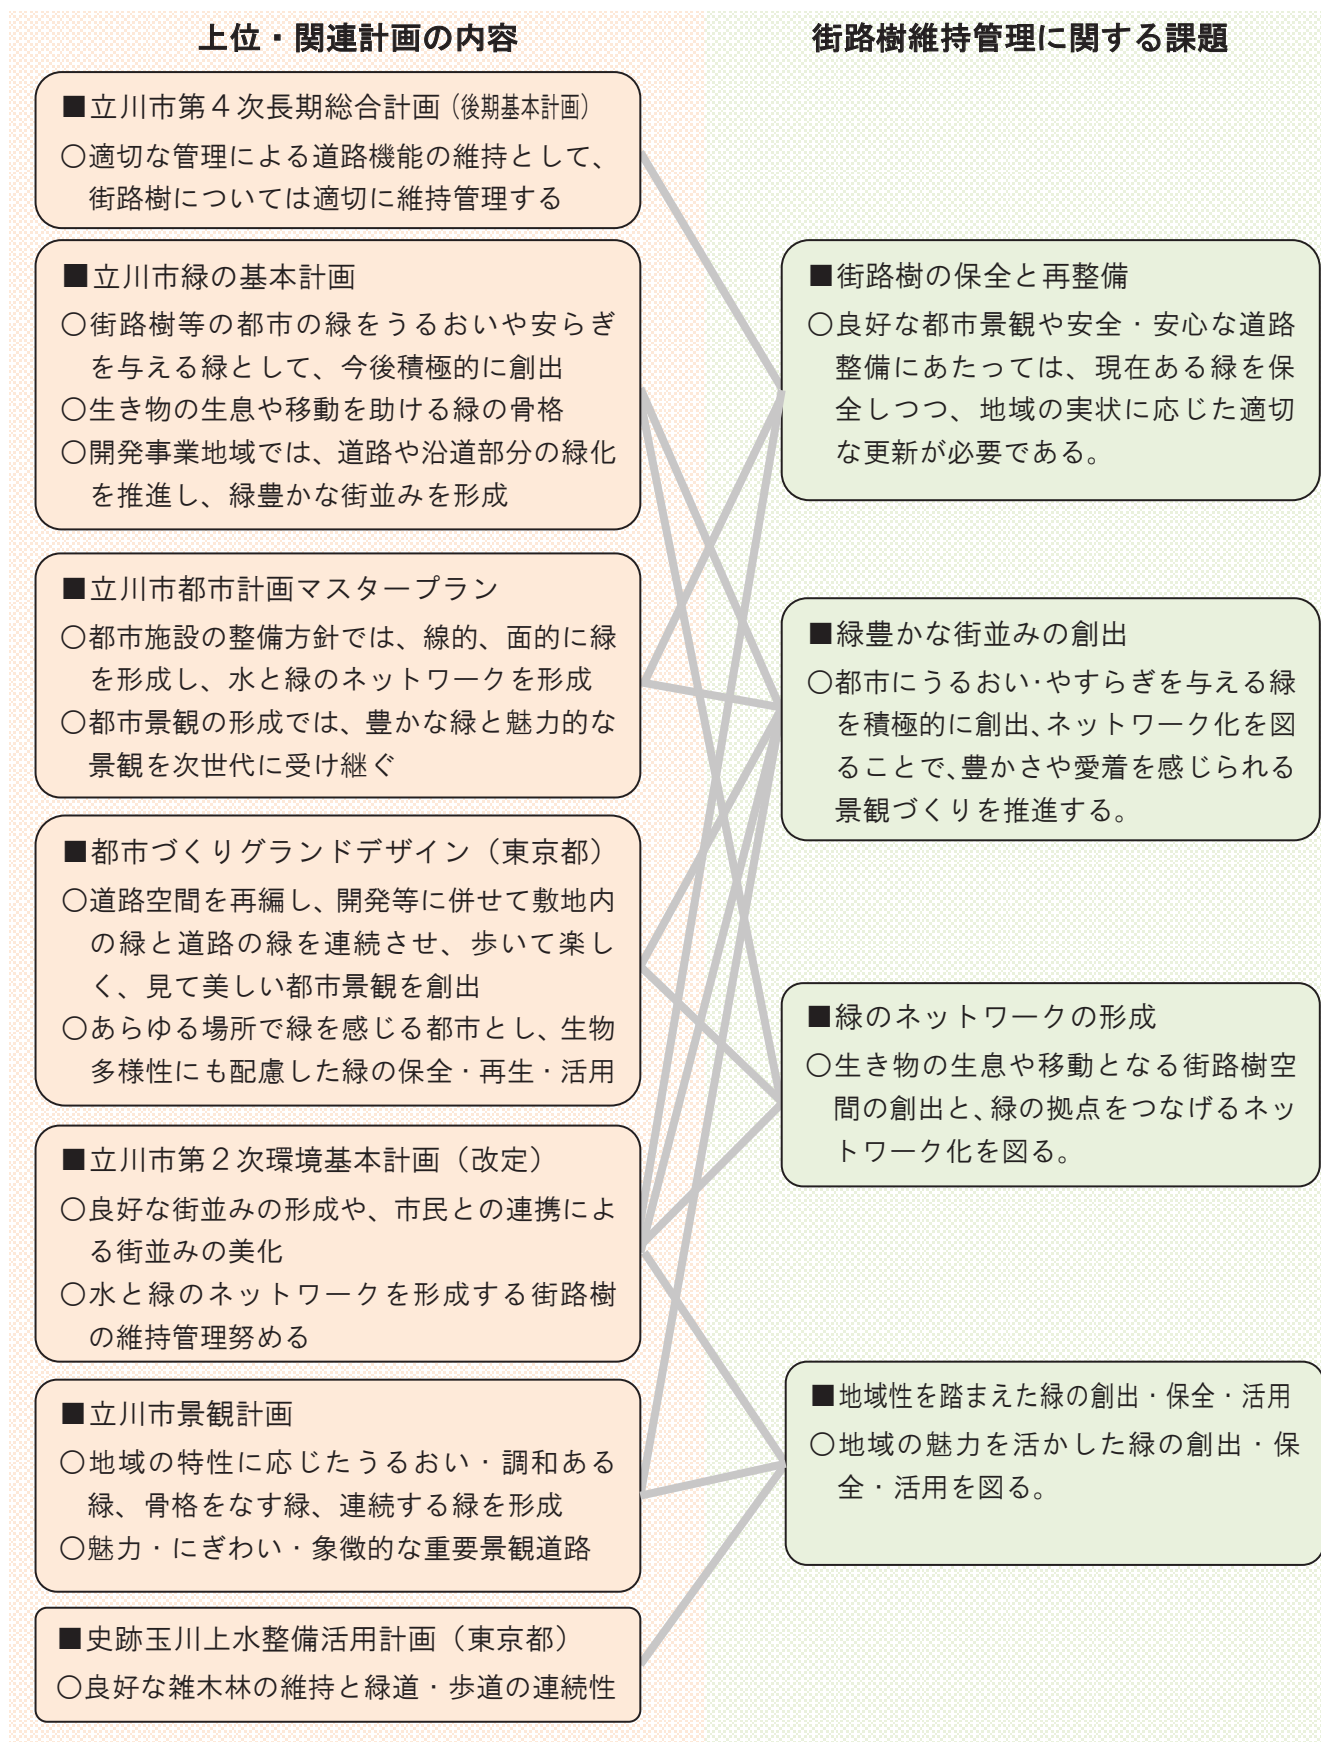 上位・関連計画の内容
■立川市第４次長期総合計画（後期基本計画）
○適切な管理による道路機能の維持として、
街路樹については適切に維持管理する
■立川市緑の基本計画
○街路樹等の都市の緑をうるおいや安らぎ
を与える緑として、今後積極的に創出
○生き物の生息や移動を助ける緑の骨格
○開発事業地域では、道路や沿道部分の緑化
を推進し、緑豊かな街並みを形成
■立川市都市計画マスタープラン
○都市施設の整備方針では、線的、面的に緑
を形成し、水と緑のネットワークを形成
○都市景観の形成では、豊かな緑と魅力的な
景観を次世代に受け継ぐ
■都市づくりグランドデザイン（東京都）
○道路空間を再編し、開発等に併せて敷地内
の緑と道路の緑を連続させ、歩いて楽し
く、見て美しい都市景観を創出
○あらゆる場所で緑を感じる都市とし、生物
多様性にも配慮した緑の保全・再生・活用
■立川市第２次環境基本計画（改定）
○良好な街並みの形成や、市民との連携によ
る街並みの美化
○水と緑のネットワークを形成する街路樹
の維持管理努める
■立川市景観計画
○地域の特性に応じたうるおい・調和ある
緑、骨格をなす緑、連続する緑を形成
○魅力・にぎわい・象徴的な重要景観道路
■史跡玉川上水整備活用計画（東京都）
○良好な雑木林の維持と緑道・歩道の連続性
街路樹維持管理に関する課題
■街路樹の保全と再整備
○良好な都市景観や安全・安心な道路
整備にあたっては、現在ある緑を保
全しつつ、地域の実状に応じた適切
な更新が必要である。
■緑豊かな街並みの創出
○都市にうるおい・やすらぎを与える緑
を積極的に創出、ネットワーク化を図
ることで、豊かさや愛着を感じられる
景観づくりを推進する。
■緑のネットワークの形成
○生き物の生息や移動となる街路樹空
間の創出と、緑の拠点をつなげるネッ
トワーク化を図る。
■地域性を踏まえた緑の創出・保全・活用
○地域の魅力を活かした緑の創出・保
全・活用を図る。